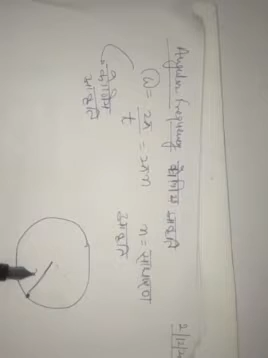 Angular frequency कोणीय आवृत्ति
ω = 2π/t = 2πn
कोणीय
आवृत्ति
n =
आवृत्ति